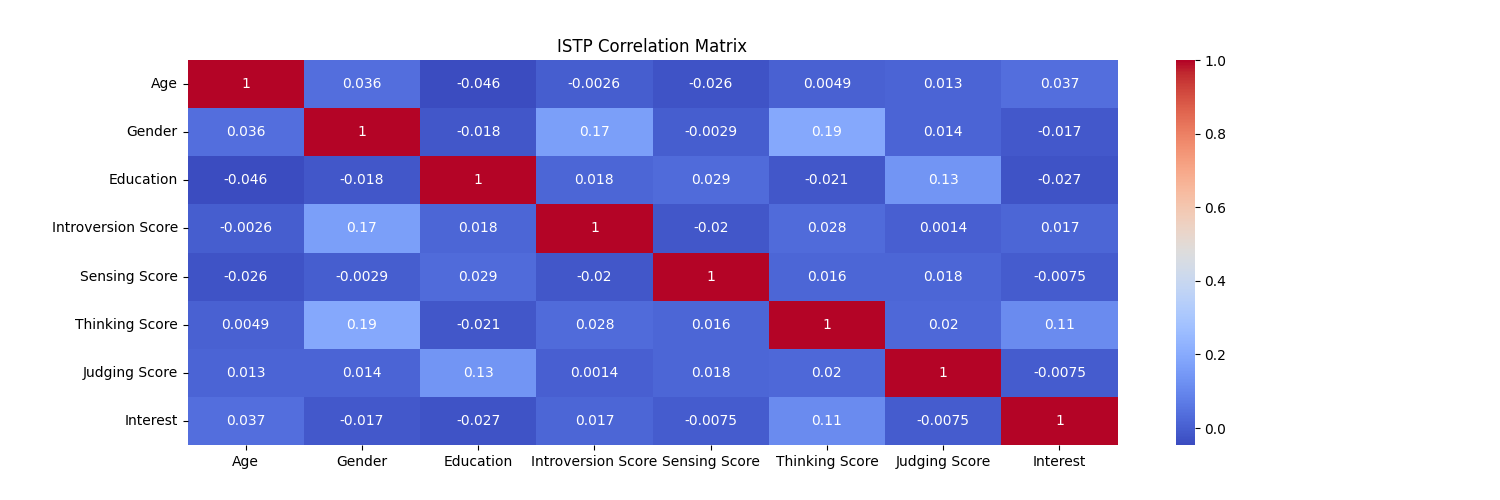 ISTP Correlation Matrix
Age 1 0.036 -0.046 -0.0026 -0.026 0.0049 0.013 0.037
Gender 0.036 1 -0.018 0.17 -0.0029 0.19 0.014 -0.017
Education -0.046 -0.018 1 0.018 0.029 -0.021 0.13 -0.027
Introversion Score -0.0026 0.17 0.018 1 -0.02 0.028 0.0014 0.017
Sensing Score -0.026 -0.0029 0.029 -0.02 1 0.016 0.018 -0.0075
Thinking Score 0.0049 0.19 -0.021 0.028 0.016 1 0.02 0.11
Judging Score 0.013 0.014 0.13 0.0014 0.018 0.02 1 -0.0075
Interest 0.037 -0.017 -0.027 0.017 -0.0075 0.11 -0.0075 1
Age Gender Education Introversion Score Sensing Score Thinking Score Judging Score Interest
1.0
0.8
0.6
0.4
0.2
0.0